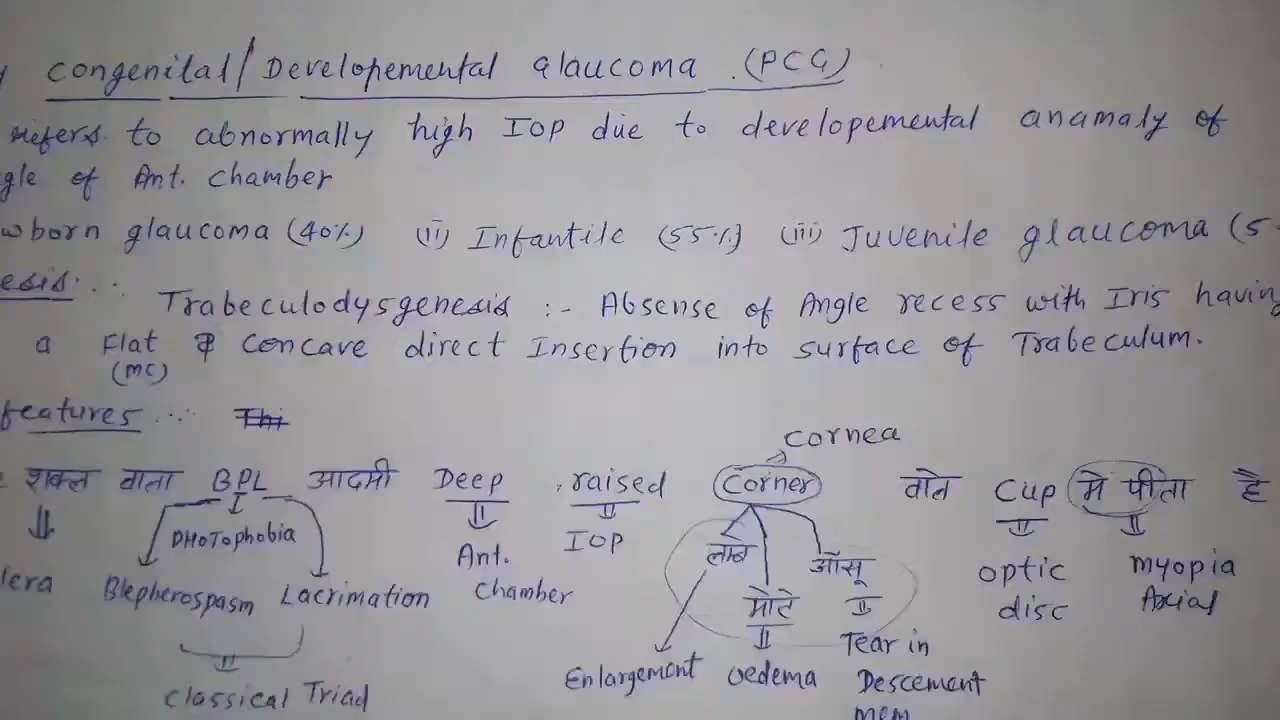 congenital/Developemental Glaucoma .(PCG)
refers to abnormally high IOP due to developemental anamaly of
gle of Ant. chamber
wborn glaucoma (40%) (ii) Infantile (55%) (iii) Juvenile glaucoma (5
esis:..
Trabeculodysgenesis :- Absense of Angle recess with Iris having
a Flat & concave direct Insertion into surface of Trabeculum.
(MC)
features ...
cornea
शक्ल वाला BPL आदमी Deep raised Corner Cup में पीता है
PHOTophobia
Ant. IOP लम्बे आँसू optic myopia
lera Blepherospasm Lacrimation chamber मोटे disc Axial
Tear in
Enlargement oedema Descement
classical Triad mem